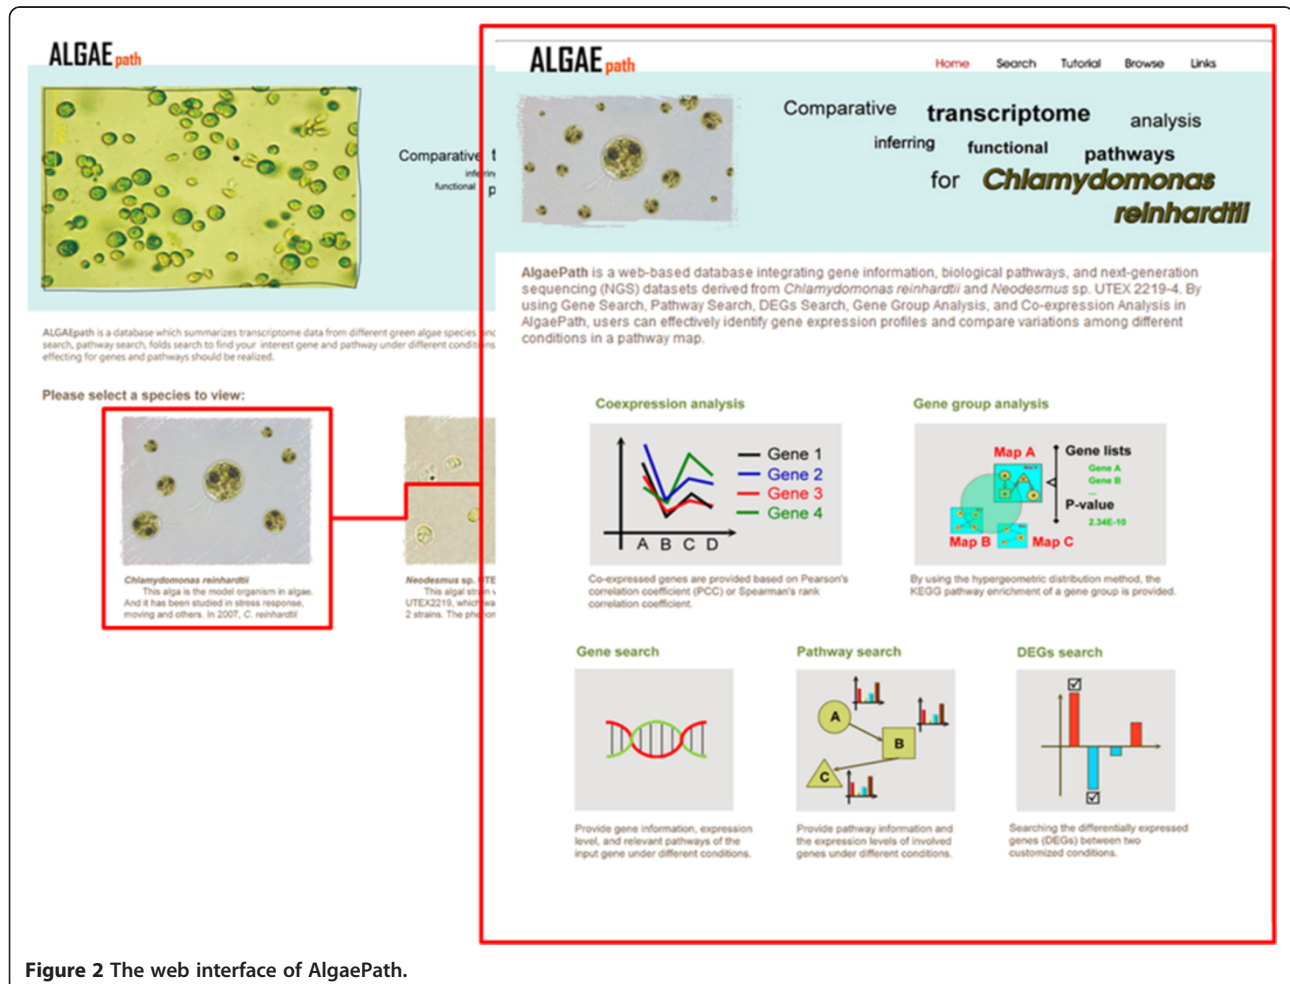 ALGAE path
Comparative t
inferring
functional p
ALGAEpath is a database which summarizes transcriptome data from different green algae species
search, pathway search, folds search to find your interest gene and pathway under different conditions
effecting for genes and pathways should be realized.
Please select a species to view:
Chlamydomonas reinhardtii
This alga is the model organism in algae.
And it has been studied in stress response,
moving and others. In 2007, C. reinhardtii
Neodesmus sp. UTE
This algal strain
UTEX2219, which wa
2 strains. The phenom
ALGAE path
Home Search Tutorial Browse Links
Comparative transcriptome analysis
inferring functional pathways
for Chlamydomonas
reinhardtii
AlgaePath is a web-based database integrating gene information, biological pathways, and next-generation
sequencing (NGS) datasets derived from Chlamydomonas reinhardtii and Neodesmus sp. UTEX 2219-4. By
using Gene Search, Pathway Search, DEGs Search, Gene Group Analysis, and Co-expression Analysis in
AlgaePath, users can effectively identify gene expression profiles and compare variations among different
conditions in a pathway map.
Coexpression analysis
Gene 1
Gene 2
Gene 3
Gene 4
A B C D
Co-expressed genes are provided based on Pearson's
correlation coefficient (PCC) or Spearman's rank
correlation coefficient.
Gene group analysis
Map A
Map B
Map C
Gene lists
Gene A
Gene B
...
P-value
2.34E-10
By using the hypergeometric distribution method, the
KEGG pathway enrichment of a gene group is provided.
Gene search
Provide gene information, expression
level, and relevant pathways of the
input gene under different conditions.
Pathway search
A
B
C
Provide pathway information and
the expression levels of involved
genes under different conditions.
DEGs search
Searching the differentially expressed
genes (DEGs) between two
customized conditions.
Figure 2 The web interface of AlgaePath.